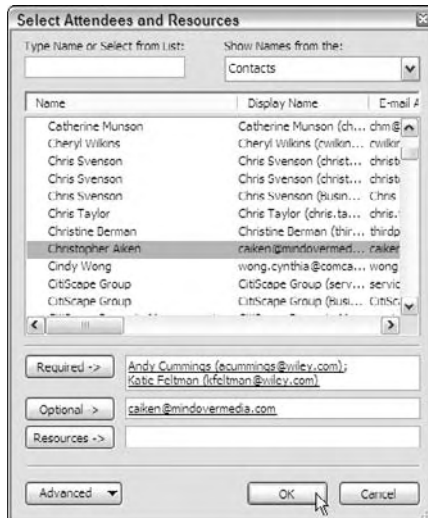 Select Attendees and Resources
Type Name or Select from List: Show Names from the:
Contacts
Name Display Name E-mail A
Catherine Munson Catherine Munson (ch... chm@
Cheryl Wilkins Cheryl Wilkins (cwilkin... cwilkir
Chris Svenson Chris Svenson (christ... christ
Chris Svenson Chris Svenson (christ... christ
Chris Svenson Chris Svenson (Busin... Chris
Chris Taylor Chris Taylor (chris.ta... chris.
Christine Berman Christine Berman (thir... thirdp
Christopher Aiken caiken@mindovermed... caiker
Cindy Wong wong.cynthia@comca... wong
CitiScape Group CitiScape Group (serv... servic
CitiScape Group CitiScape Group (Busi... CitiSc
Required -> Andy Cummings (acummings@wiley.com);
Katie Feltman (kfeltman@wiley.com)
Optional > caiken@mindovermedia.com
Resources ->
Advanced OK Cancel